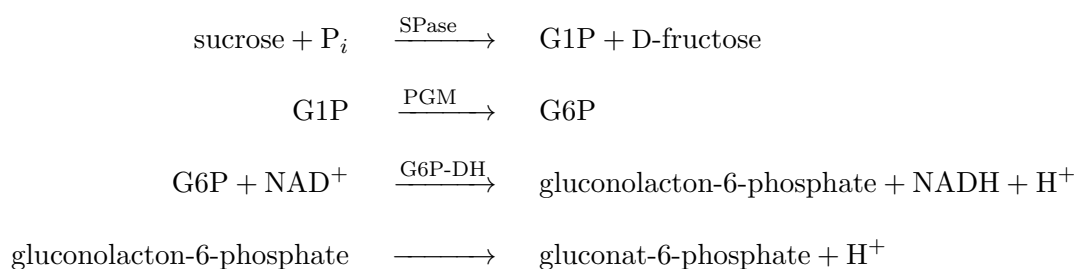 sucrose + Pᵢ —SPase→ G1P + D-fructose
G1P —PGM→ G6P
G6P + NAD⁺ —G6P-DH→ gluconolacton-6-phosphate + NADH + H⁺
gluconolacton-6-phosphate ⟶ gluconat-6-phosphate + H⁺